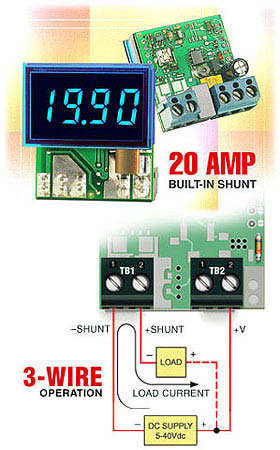 19.90
20 AMP
BUILT-IN SHUNT
1 2 1 2
TB1 TB2
–SHUNT +SHUNT +V
– LOAD +
3-WIRE
OPERATION
LOAD CURRENT
– DC SUPPLY +
5-40Vdc